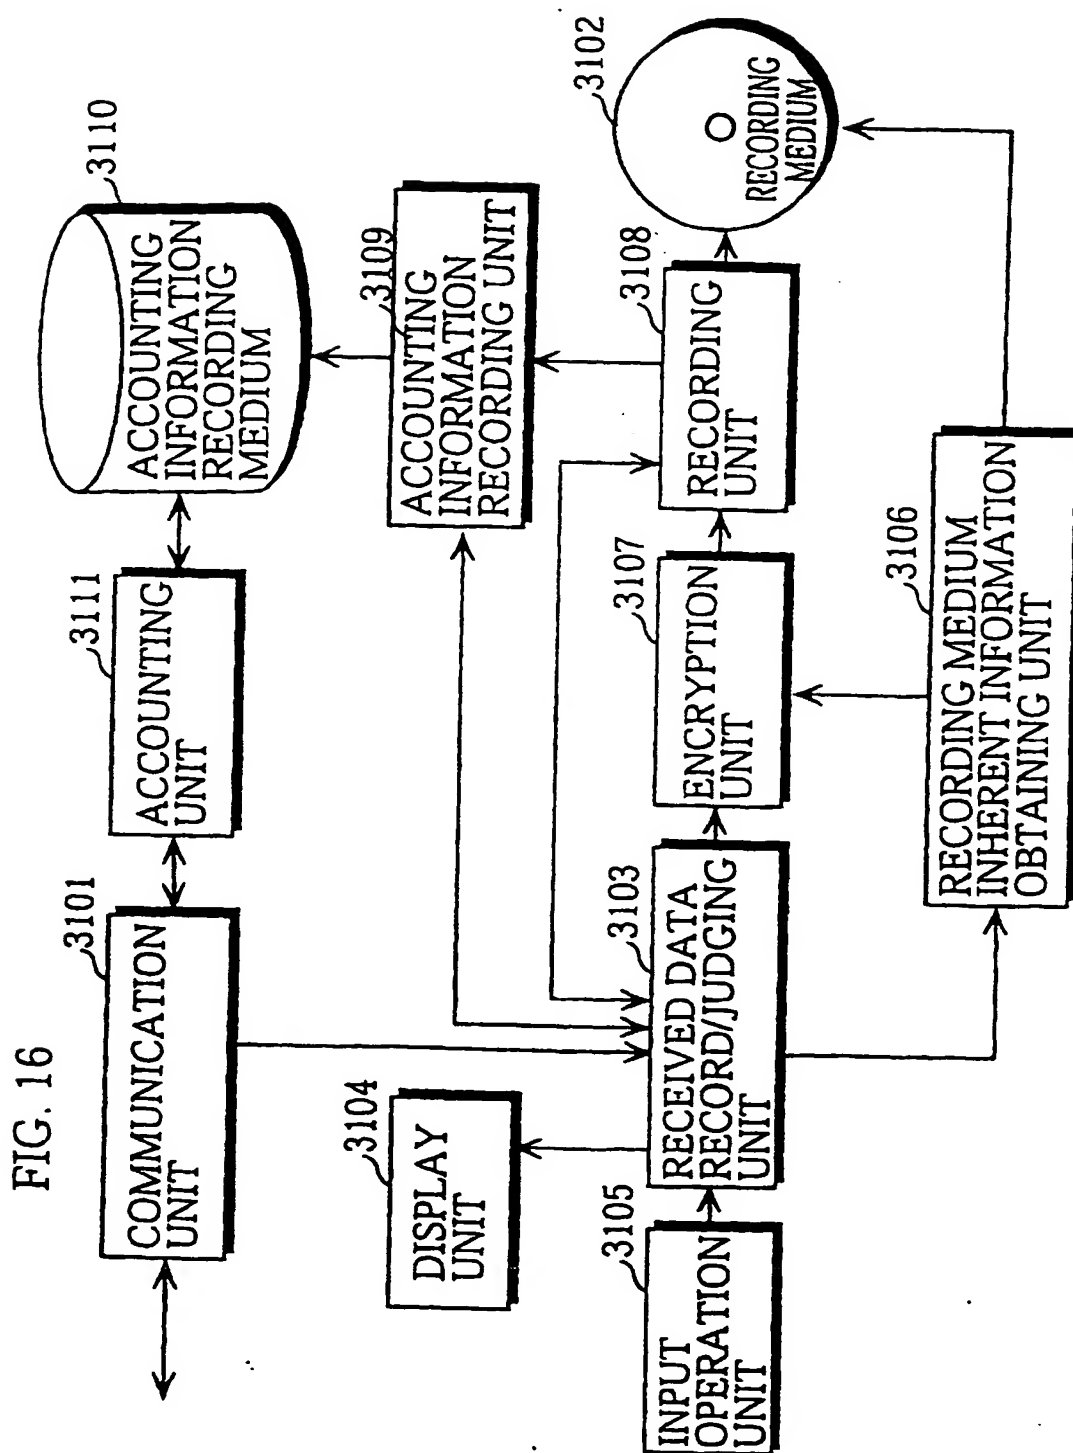 FIG. 16
3101
COMMUNICATION
UNIT
3111
ACCOUNTING
UNIT
3110
ACCOUNTING
INFORMATION
RECORDING
MEDIUM
3104
DISPLAY
UNIT
3109
ACCOUNTING
INFORMATION
RECORDING UNIT
3105
INPUT
OPERATION
UNIT
3103
RECEIVED DATA
RECORD/JUDGING
UNIT
3107
ENCRYPTION
UNIT
3108
RECORDING
UNIT
3102
RECORDING
MEDIUM
3106
RECORDING MEDIUM
INHERENT INFORMATION
OBTAINING UNIT